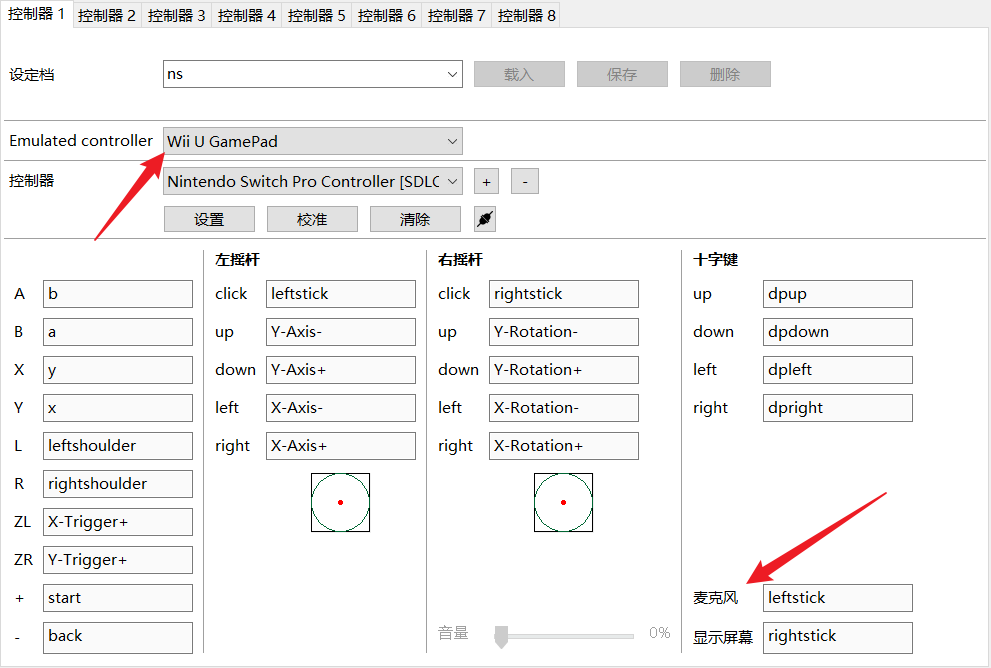 控制器 1 控制器 2 控制器 3 控制器 4 控制器 5 控制器 6 控制器 7 控制器 8
设定档 ns 载入 保存 删除
Emulated controller Wii U GamePad
控制器 Nintendo Switch Pro Controller [SDLC + -
设置 校准 清除
左摇杆 右摇杆 十字键
A b click leftstick click rightstick up dpup
B a up Y-Axis- up Y-Rotation- down dpdown
X y down Y-Axis+ down Y-Rotation+ left dpleft
Y x left X-Axis- left X-Rotation- right dpright
L leftshoulder right X-Axis+ right X-Rotation+
R rightshoulder
ZL X-Trigger+
ZR Y-Trigger+
+ start 麦克风 leftstick
- back 音量 0% 显示屏幕 rightstick